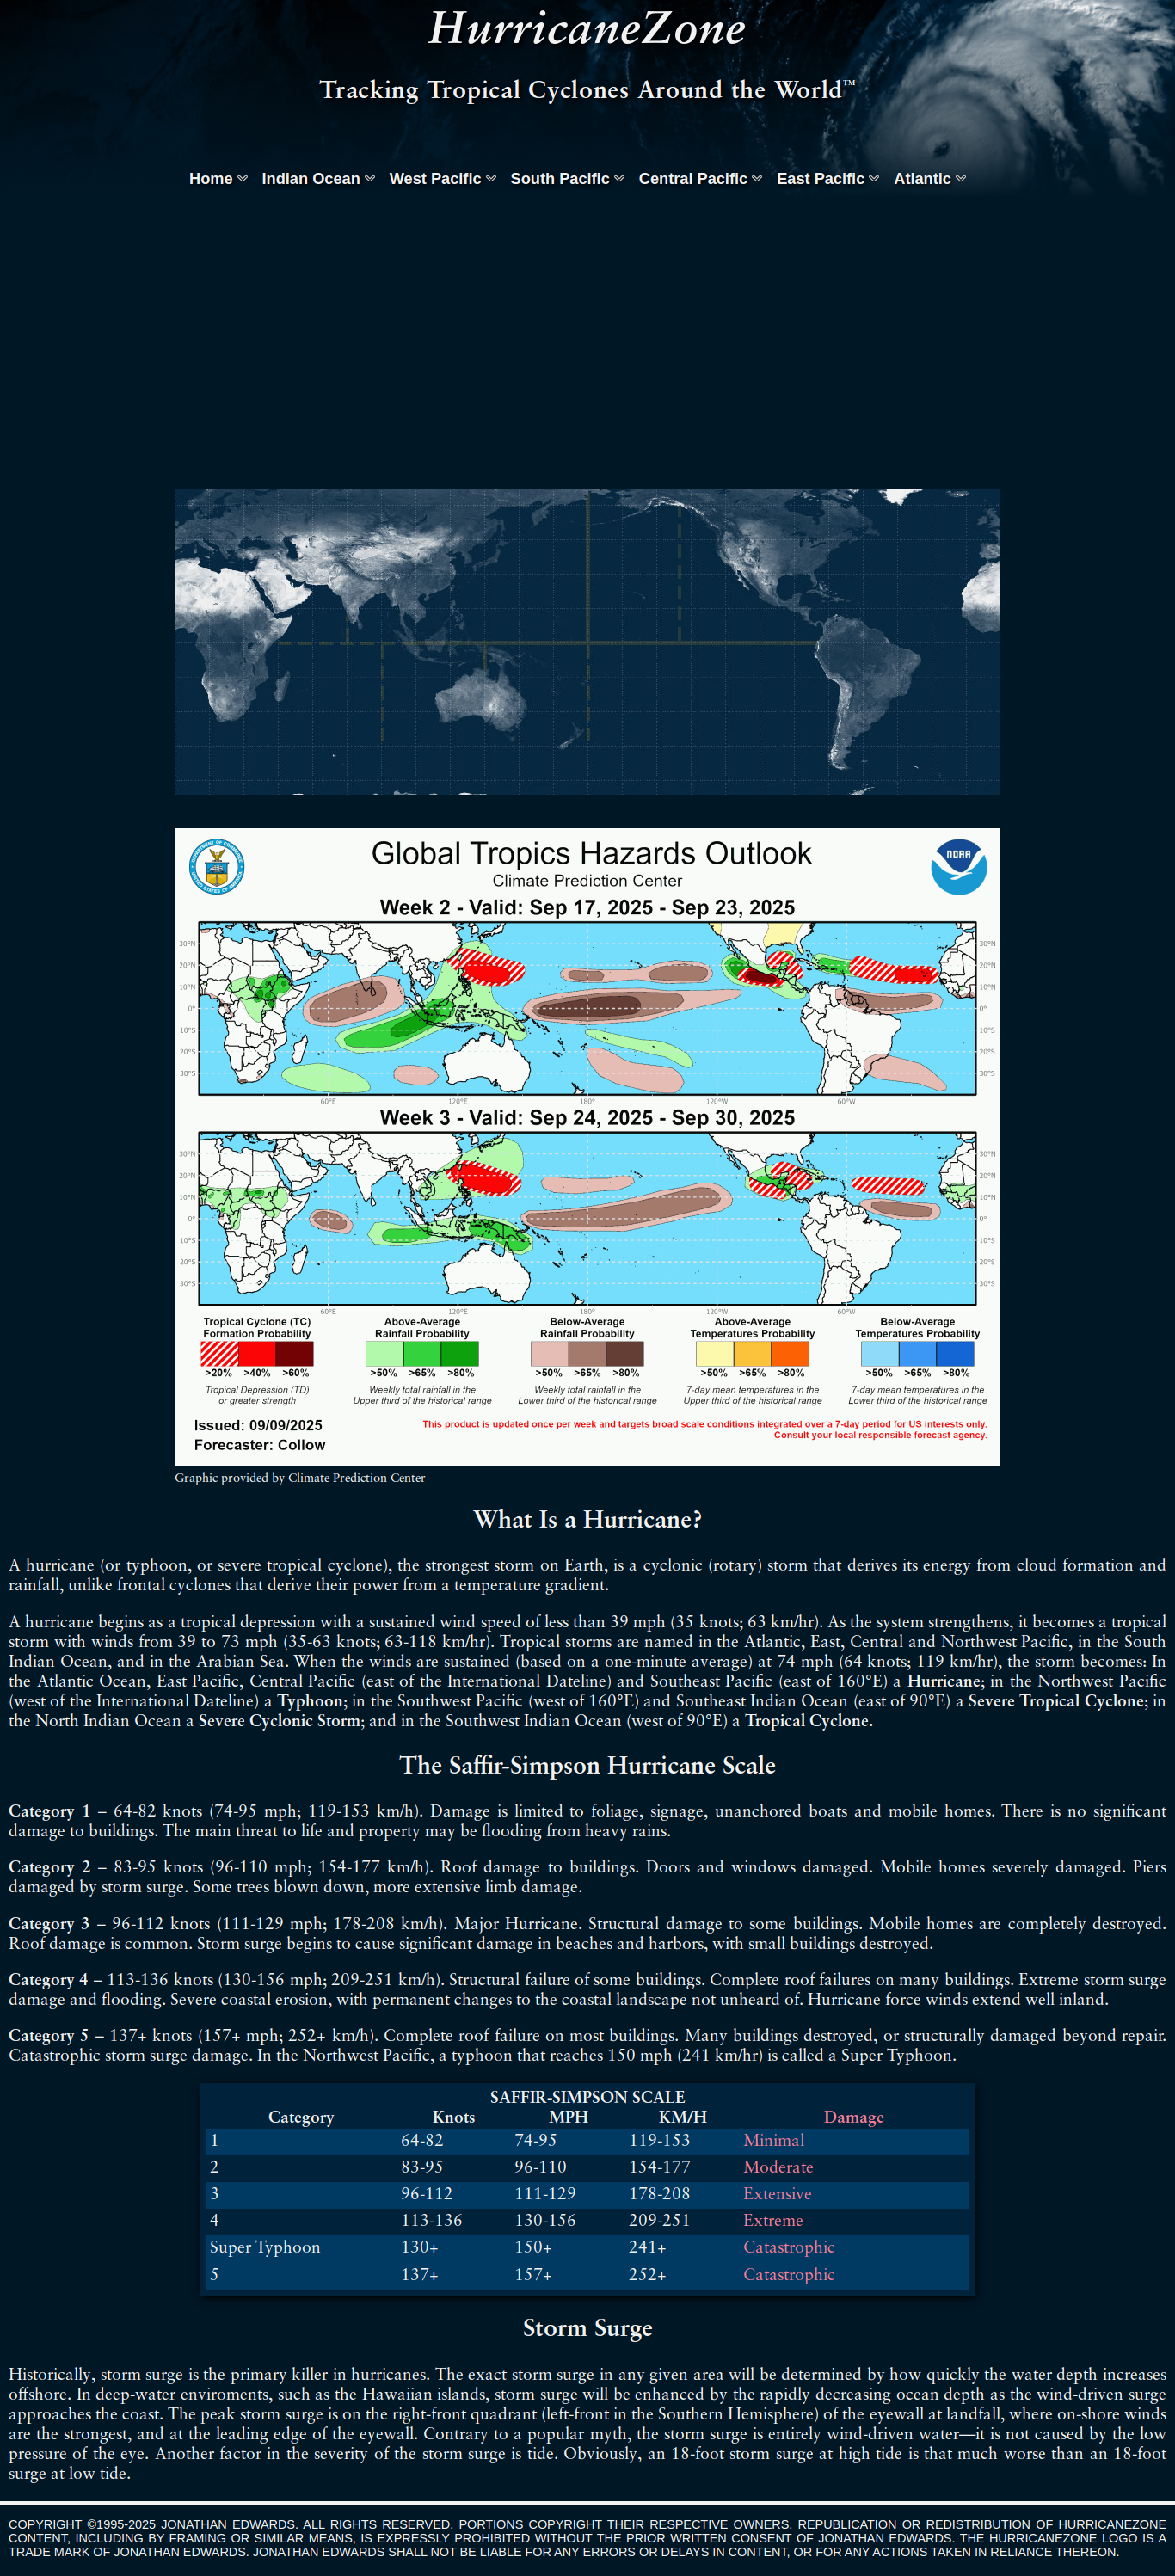 HurricaneZone
Tracking Tropical Cyclones Around the World™
Home Indian Ocean West Pacific South Pacific Central Pacific East Pacific Atlantic
Global Tropics Hazards Outlook
Climate Prediction Center
NOAA
Week 2 - Valid: Sep 17, 2025 - Sep 23, 2025
30°N 30°N
20°N 20°N
10°N 10°N
0° 0°
10°S 10°S
20°S 20°S
30°S 30°S
60°E 120°E 180° 120°W 60°W
Week 3 - Valid: Sep 24, 2025 - Sep 30, 2025
30°N 30°N
20°N 20°N
10°N 10°N
0° 0°
10°S 10°S
20°S 20°S
30°S 30°S
60°E 120°E 180° 120°W 60°W
Tropical Cyclone (TC) Above-Average Below-Average Above-Average Below-Average
Formation Probability Rainfall Probability Rainfall Probability Temperatures Probability Temperatures Probability
>20% >40% >60% >50% >65% >80% >50% >65% >80% >50% >65% >80% >50% >65% >80%
Tropical Depression (TD) Weekly total rainfall in the Weekly total rainfall in the 7-day mean temperatures in the 7-day mean temperatures in the
or greater strength Upper third of the historical range Lower third of the historical range Upper third of the historical range Lower third of the historical range
Issued: 09/09/2025 This product is updated once per week and targets broad scale conditions integrated over a 7-day period for US interests only.
Forecaster: Collow Consult your local responsible forecast agency.
Graphic provided by Climate Prediction Center
What Is a Hurricane?
A hurricane (or typhoon, or severe tropical cyclone), the strongest storm on Earth, is a cyclonic (rotary) storm that derives its energy from cloud formation and
rainfall, unlike frontal cyclones that derive their power from a temperature gradient.
A hurricane begins as a tropical depression with a sustained wind speed of less than 39 mph (35 knots; 63 km/hr). As the system strengthens, it becomes a tropical
storm with winds from 39 to 73 mph (35-63 knots; 63-118 km/hr). Tropical storms are named in the Atlantic, East, Central and Northwest Pacific, in the South
Indian Ocean, and in the Arabian Sea. When the winds are sustained (based on a one-minute average) at 74 mph (64 knots; 119 km/hr), the storm becomes: In
the Atlantic Ocean, East Pacific, Central Pacific (east of the International Dateline) and Southeast Pacific (east of 160°E) a Hurricane; in the Northwest Pacific
(west of the International Dateline) a Typhoon; in the Southwest Pacific (west of 160°E) and Southeast Indian Ocean (east of 90°E) a Severe Tropical Cyclone; in
the North Indian Ocean a Severe Cyclonic Storm; and in the Southwest Indian Ocean (west of 90°E) a Tropical Cyclone.
The Saffir-Simpson Hurricane Scale
Category 1 – 64-82 knots (74-95 mph; 119-153 km/h). Damage is limited to foliage, signage, unanchored boats and mobile homes. There is no significant
damage to buildings. The main threat to life and property may be flooding from heavy rains.
Category 2 – 83-95 knots (96-110 mph; 154-177 km/h). Roof damage to buildings. Doors and windows damaged. Mobile homes severely damaged. Piers
damaged by storm surge. Some trees blown down, more extensive limb damage.
Category 3 – 96-112 knots (111-129 mph; 178-208 km/h). Major Hurricane. Structural damage to some buildings. Mobile homes are completely destroyed.
Roof damage is common. Storm surge begins to cause significant damage in beaches and harbors, with small buildings destroyed.
Category 4 – 113-136 knots (130-156 mph; 209-251 km/h). Structural failure of some buildings. Complete roof failures on many buildings. Extreme storm surge
damage and flooding. Severe coastal erosion, with permanent changes to the coastal landscape not unheard of. Hurricane force winds extend well inland.
Category 5 – 137+ knots (157+ mph; 252+ km/h). Complete roof failure on most buildings. Many buildings destroyed, or structurally damaged beyond repair.
Catastrophic storm surge damage. In the Northwest Pacific, a typhoon that reaches 150 mph (241 km/hr) is called a Super Typhoon.
SAFFIR-SIMPSON SCALE
Category Knots MPH KM/H Damage
1 64-82 74-95 119-153 Minimal
2 83-95 96-110 154-177 Moderate
3 96-112 111-129 178-208 Extensive
4 113-136 130-156 209-251 Extreme
Super Typhoon 130+ 150+ 241+ Catastrophic
5 137+ 157+ 252+ Catastrophic
Storm Surge
Historically, storm surge is the primary killer in hurricanes. The exact storm surge in any given area will be determined by how quickly the water depth increases
offshore. In deep-water enviroments, such as the Hawaiian islands, storm surge will be enhanced by the rapidly decreasing ocean depth as the wind-driven surge
approaches the coast. The peak storm surge is on the right-front quadrant (left-front in the Southern Hemisphere) of the eyewall at landfall, where on-shore winds
are the strongest, and at the leading edge of the eyewall. Contrary to a popular myth, the storm surge is entirely wind-driven water—it is not caused by the low
pressure of the eye. Another factor in the severity of the storm surge is tide. Obviously, an 18-foot storm surge at high tide is that much worse than an 18-foot
surge at low tide.
COPYRIGHT ©1995-2025 JONATHAN EDWARDS. ALL RIGHTS RESERVED. PORTIONS COPYRIGHT THEIR RESPECTIVE OWNERS. REPUBLICATION OR REDISTRIBUTION OF HURRICANEZONE
CONTENT, INCLUDING BY FRAMING OR SIMILAR MEANS, IS EXPRESSLY PROHIBITED WITHOUT THE PRIOR WRITTEN CONSENT OF JONATHAN EDWARDS. THE HURRICANEZONE LOGO IS A
TRADE MARK OF JONATHAN EDWARDS. JONATHAN EDWARDS SHALL NOT BE LIABLE FOR ANY ERRORS OR DELAYS IN CONTENT, OR FOR ANY ACTIONS TAKEN IN RELIANCE THEREON.